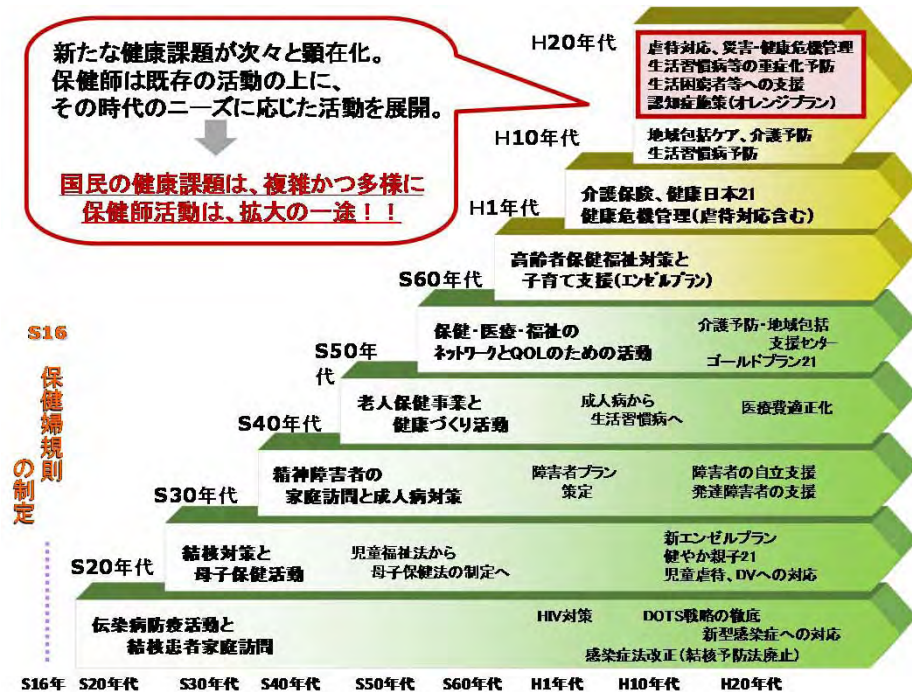 新たな健康課題が次々と顕在化。
保健師は既存の活動の上に、
その時代のニーズに応じた活動を展開。
国民の健康課題は、複雑かつ多様に
保健師活動は、拡大の一途！！
H20年代
虐待対応、災害・健康危機管理
生活習慣病等の重症化予防
生活困窮者等への支援
認知症施策(オレンジプラン)
H10年代
地域包括ケア、介護予防
生活習慣病予防
H1年代
介護保険、健康日本21
健康危機管理(虐待対応含む)
S60年代
高齢者保健福祉対策と
子育て支援(エンゼルプラン)
S50年代
保健・医療・福祉の
ネットワークとQOLのための活動
介護予防・地域包括
支援センター
ゴールドプラン21
S40年代
老人保健事業と
健康づくり活動
成人病から
生活習慣病へ
医療費適正化
S30年代
精神障害者の
家庭訪問と成人病対策
障害者プラン
策定
障害者の自立支援
発達障害者の支援
S20年代
結核対策と
母子保健活動
児童福祉法から
母子保健法の制定へ
新エンゼルプラン
健やか親子21
児童虐待、DVへの対応
伝染病防疫活動と
結核患者家庭訪問
HIV対策
DOTS戦略の徹底
新型感染症への対応
感染症法改正(結核予防法廃止)
S16
保健婦規則
の制定
S16年 S20年代 S30年代 S40年代 S50年代 S60年代 H1年代 H10年代 H20年代